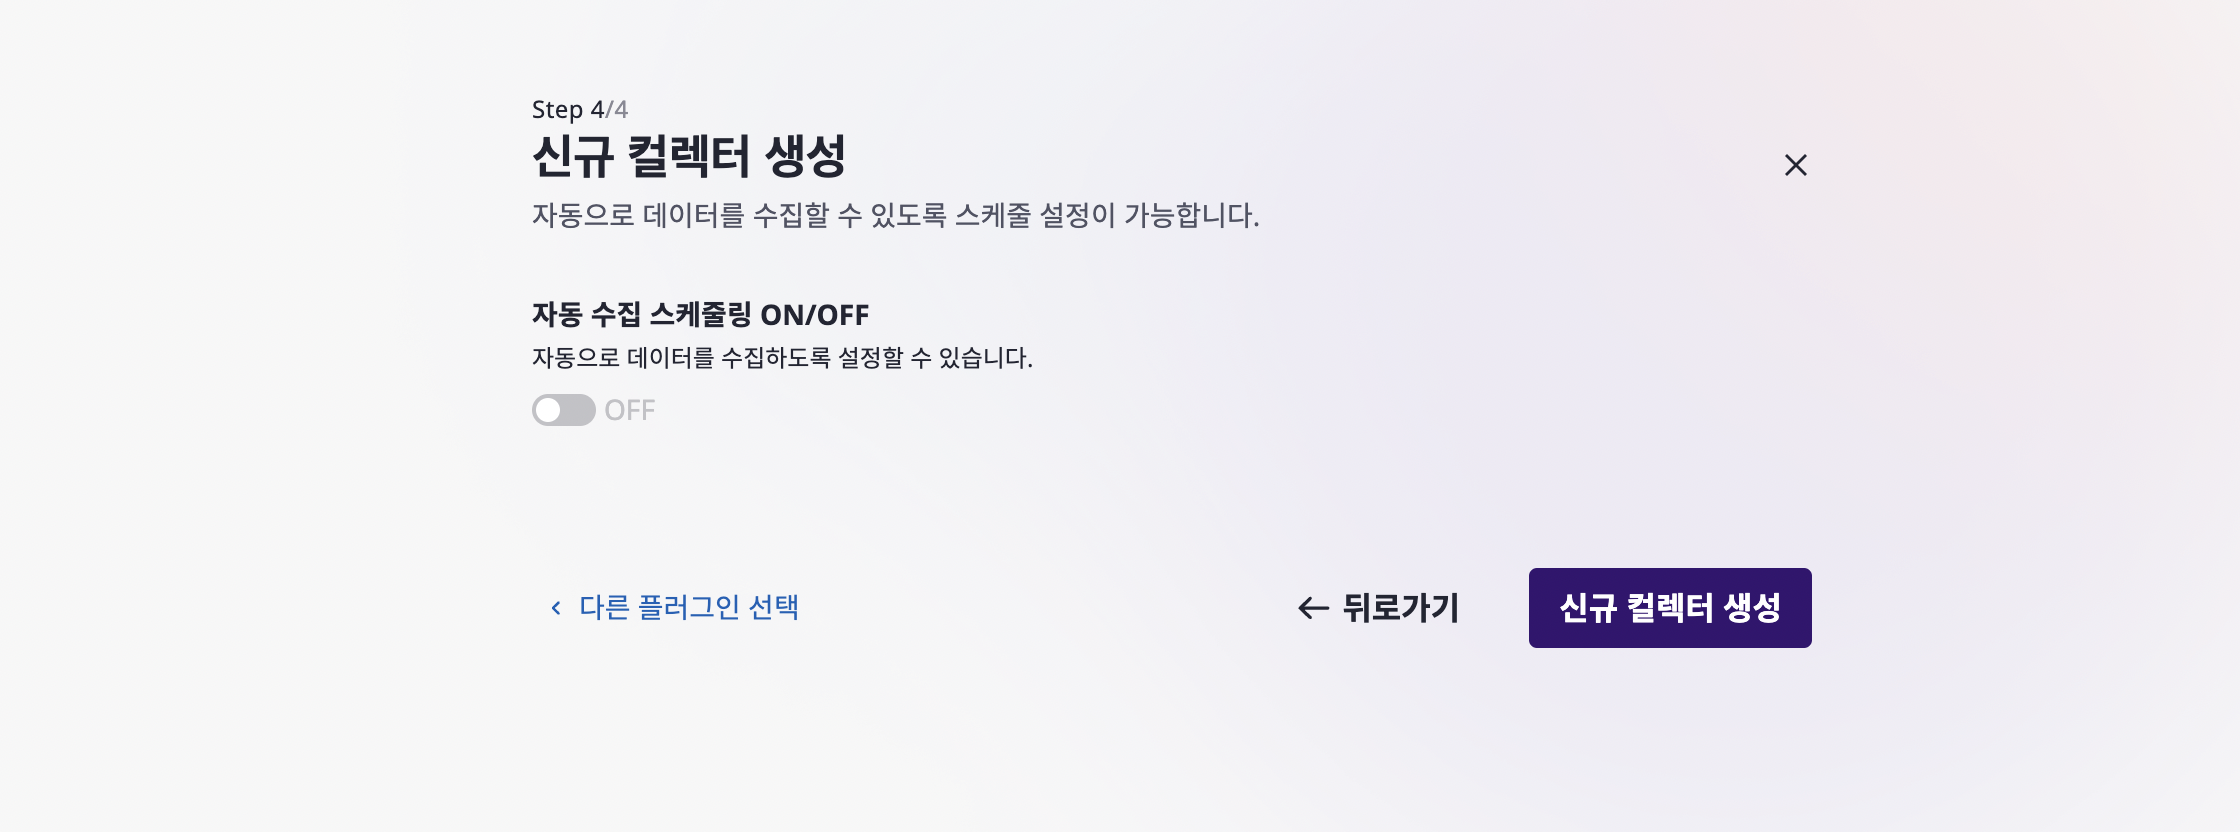 Step 4/4
신규 컬렉터 생성
자동으로 데이터를 수집할 수 있도록 스케줄 설정이 가능합니다.
자동 수집 스케줄링 ON/OFF
자동으로 데이터를 수집하도록 설정할 수 있습니다.
OFF
다른 플러그인 선택
뒤로가기
신규 컬렉터 생성